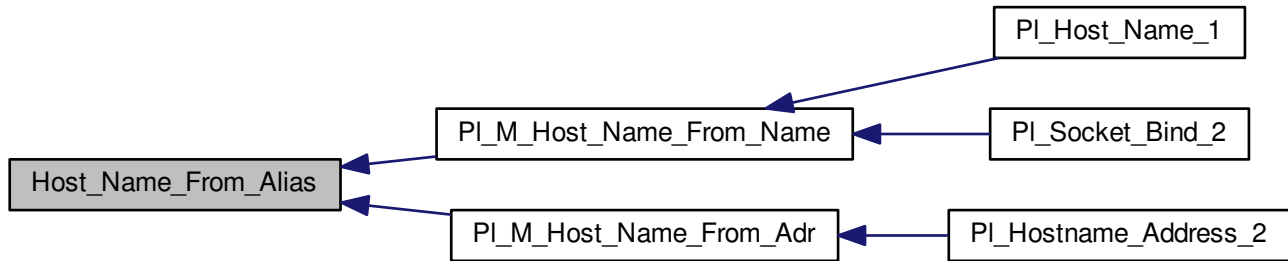 Pl_Host_Name_1
Pl_M_Host_Name_From_Name
Pl_Socket_Bind_2
Host_Name_From_Alias
Pl_M_Host_Name_From_Adr
Pl_Hostname_Address_2